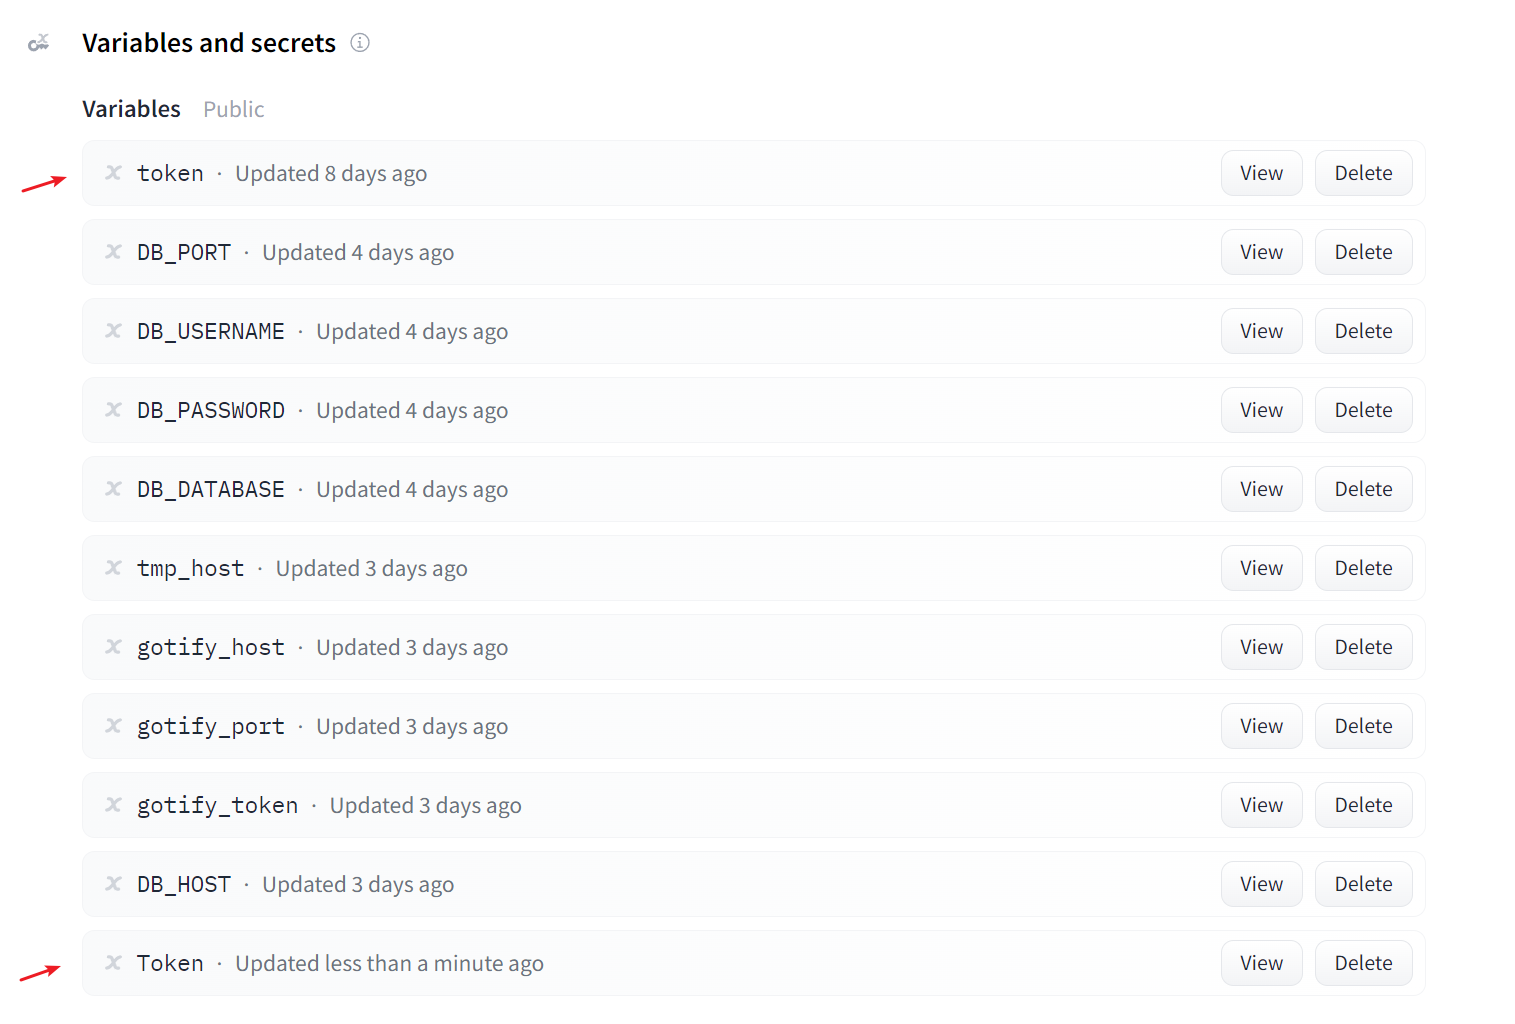 Variables and secrets
Variables Public
token · Updated 8 days ago View Delete
DB_PORT · Updated 4 days ago View Delete
DB_USERNAME · Updated 4 days ago View Delete
DB_PASSWORD · Updated 4 days ago View Delete
DB_DATABASE · Updated 4 days ago View Delete
tmp_host · Updated 3 days ago View Delete
gotify_host · Updated 3 days ago View Delete
gotify_port · Updated 3 days ago View Delete
gotify_token · Updated 3 days ago View Delete
DB_HOST · Updated 3 days ago View Delete
Token · Updated less than a minute ago View Delete